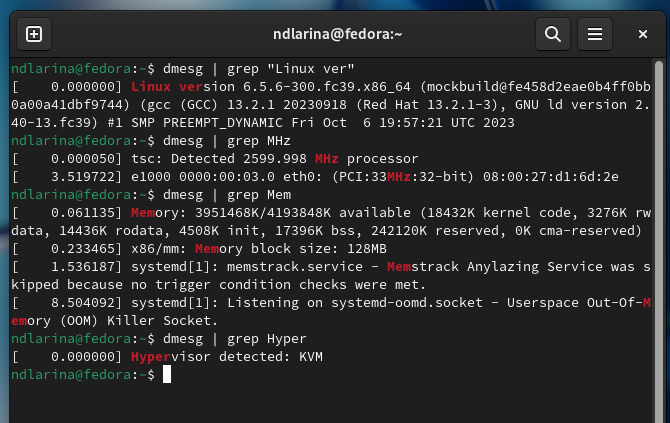 ndlarina@fedora:~
ndlarina@fedora:~$ dmesg | grep "Linux ver"
[    0.000000] Linux version 6.5.6-300.fc39.x86_64 (mockbuild@fe458d2eae0b4ff0bb
0a00a41dbf9744) (gcc (GCC) 13.2.1 20230918 (Red Hat 13.2.1-3), GNU ld version 2.
40-13.fc39) #1 SMP PREEMPT_DYNAMIC Fri Oct  6 19:57:21 UTC 2023
ndlarina@fedora:~$ dmesg | grep MHz
[    0.000050] tsc: Detected 2599.998 MHz processor
[    3.519722] e1000 0000:00:03.0 eth0: (PCI:33MHz:32-bit) 08:00:27:d1:6d:2e
ndlarina@fedora:~$ dmesg | grep Mem
[    0.061135] Memory: 3951468K/4193848K available (18432K kernel code, 3276K rw
data, 14436K rodata, 4508K init, 17396K bss, 242120K reserved, 0K cma-reserved)
[    0.233465] x86/mm: Memory block size: 128MB
[    1.536187] systemd[1]: memstrack.service - Memstrack Anylazing Service was s
kipped because no trigger condition checks were met.
[    8.504092] systemd[1]: Listening on systemd-oomd.socket - Userspace Out-Of-M
emory (OOM) Killer Socket.
ndlarina@fedora:~$ dmesg | grep Hyper
[    0.000000] Hypervisor detected: KVM
ndlarina@fedora:~$